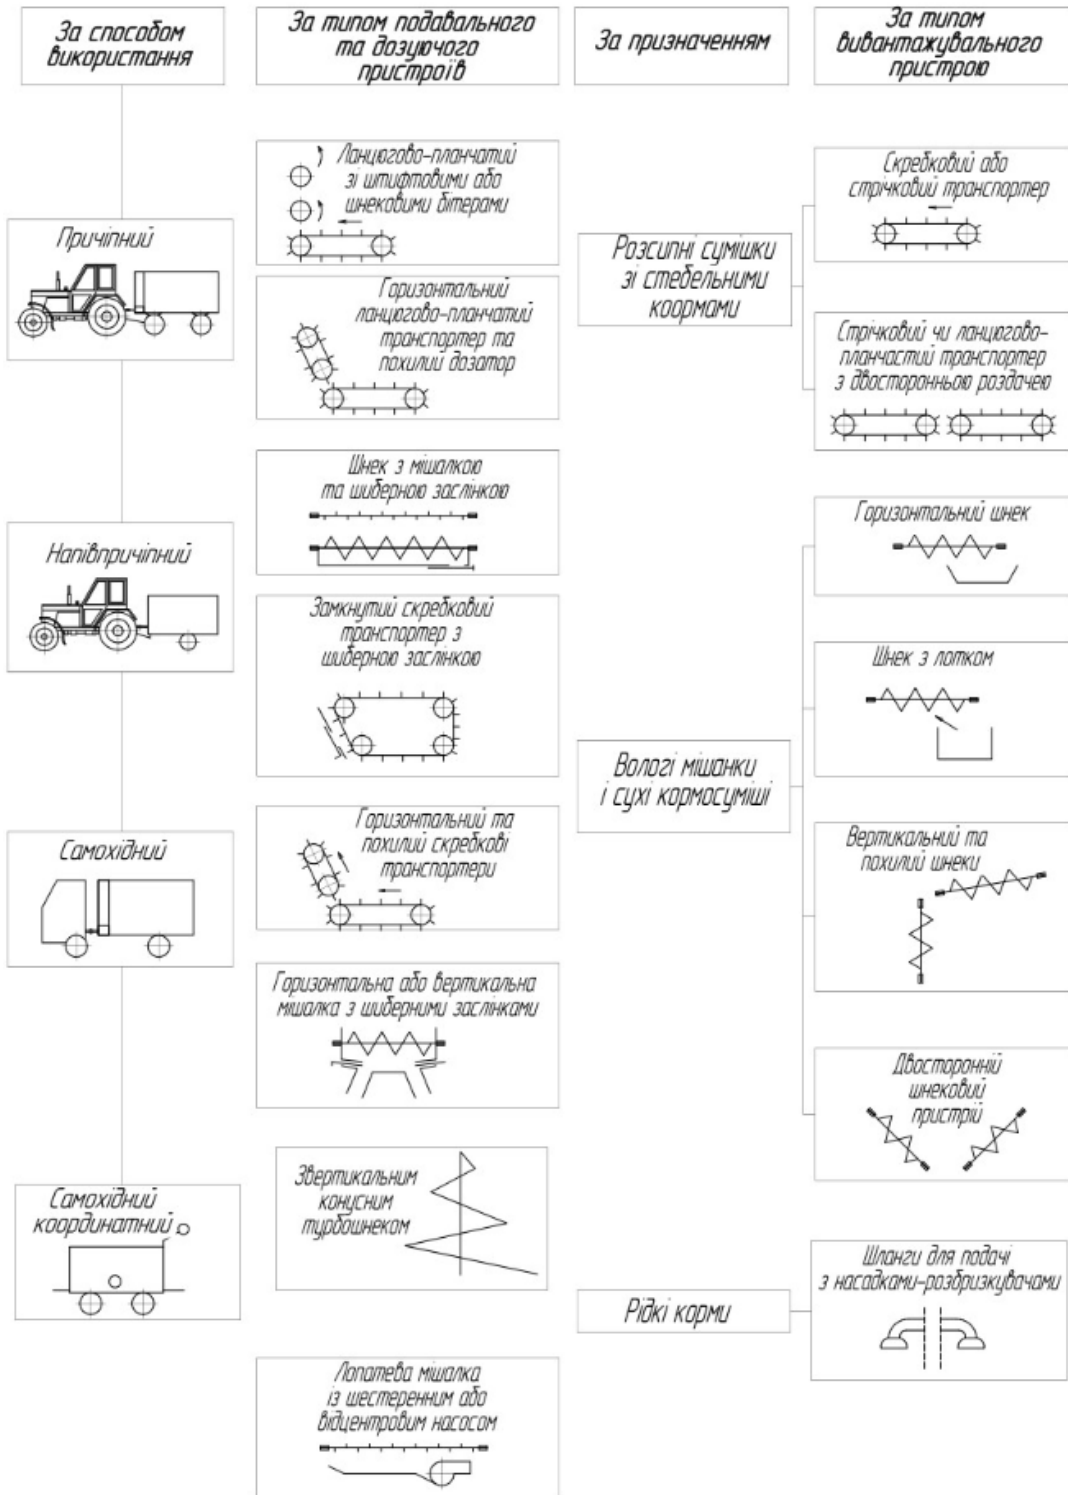 За способом
використання
За типом подавального
та дозуючого
пристроїв
За призначенням
За типом
вивантажувального
пристрою
Причіпний
Напівпричіпний
Самохідний
Самохідний
координатний
Ланцюгово-планчатий
зі штифтовими або
шнековими бітерами
Горизонтальний
ланцюгово-планчатий
транспортер та
похилий дозатор
Шнек з мішалкою
та шиберною заслінкою
Замкнутий скребковий
транспортер з
шиберною заслінкою
Горизонтальний та
похилий скребкові
транспортери
Горизонтальна або вертикальна
мішалка з шиберними заслінками
Звертикальним
конусним
турбошнеком
Лопатева мішалка
із шестеренним або
відцентровим насосом
Розсипні сумішки
зі стебельними
коормами
Вологі мішанки
і сухі кормосуміші
Рідкі корми
Скребковий або
стрічковий транспортер
Стрічковий чи ланцюгово-
планчастий транспортер
з двосторонньою роздачею
Горизонтальний шнек
Шнек з лотком
Вертикальний та
похилий шнеки
Двосторонній
шнековий
пристрій
Шланги для подачі
з насадками-розбризкувачами